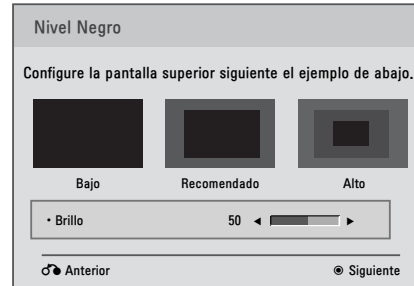 Nivel Negro
Configure la pantalla superior siguiente el ejemplo de abajo.
Bajo Recomendado Alto
• Brillo 50 ◄ ►
Anterior ◉ Siguiente